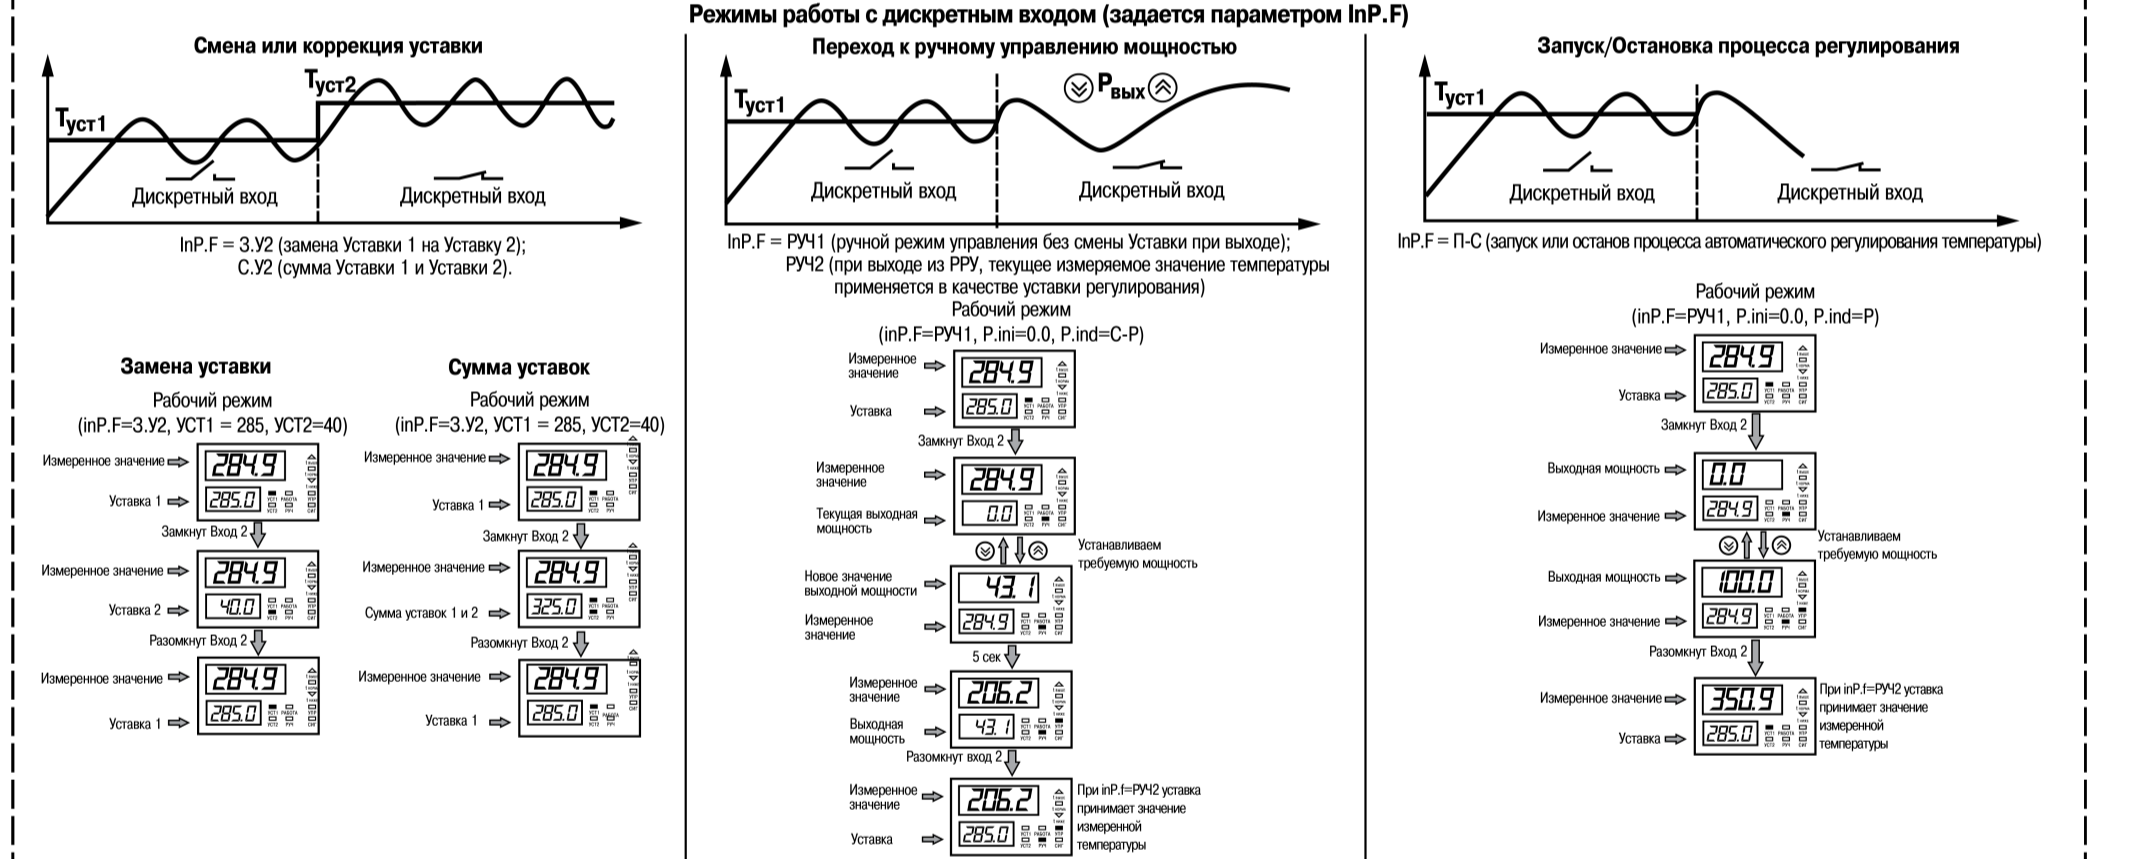 Режимы работы с дискретным входом (задается параметром InP.F)
Смена или коррекция уставки
Tуст1
Tуст2
Дискретный вход
Дискретный вход
InP.F = З.У2 (замена Уставки 1 на Уставку 2);
С.У2 (сумма Уставки 1 и Уставки 2).
Замена уставки
Рабочий режим
(inP.F=З.У2, УСТ1 = 285, УСТ2=40)
Измеренное значение
284.9
Уставка 1
285.0
Замкнут Вход 2
Измеренное значение
284.9
Уставка 2
40.0
Разомкнут Вход 2
Измеренное значение
284.9
Уставка 1
285.0
Сумма уставок
Рабочий режим
(inP.F=З.У2, УСТ1 = 285, УСТ2=40)
Измеренное значение
284.9
Уставка 1
285.0
Замкнут Вход 2
Измеренное значение
284.9
Сумма уставок 1 и 2
325.0
Разомкнут Вход 2
Измеренное значение
284.9
Уставка 1
285.0
Переход к ручному управлению мощностью
Tуст1
Pвых
Дискретный вход
Дискретный вход
InP.F = РУЧ1 (ручной режим управления без смены Уставки при выходе);
РУЧ2 (при выходе из РРУ, текущее измеряемое значение температуры
применяется в качестве уставки регулирования)
Рабочий режим
(inP.F=РУЧ1, P.ini=0.0, P.ind=C-P)
Измеренное
значение
284.9
Уставка
285.0
Замкнут Вход 2
Измеренное
значение
284.9
Текущая выходная
мощность
0.0
Устанавливаем
требуемую мощность
Новое значение
выходной мощности
43.1
Измеренное
значение
284.9
5 сек
Измеренное
значение
206.2
Выходная
мощность
43.1
Разомкнут вход 2
Измеренное
значение
206.2
Уставка
285.0
При inP.f=РУЧ2 уставка
принимает значение
измеренной
температуры
Запуск/Остановка процесса регулирования
Tуст1
Дискретный вход
Дискретный вход
InP.F = П-С (запуск или останов процесса автоматического регулирования температуры)
Рабочий режим
(inP.F=РУЧ1, P.ini=0.0, P.ind=P)
Измеренное значение
284.9
Уставка
285.0
Замкнут Вход 2
Выходная мощность
0.0
Измеренное значение
284.9
Устанавливаем
требуемую мощность
Выходная мощность
100.0
Измеренное значение
284.9
Разомкнут Вход 2
Измеренное значение
350.9
Уставка
285.0
При inP.f=РУЧ2 уставка
принимает значение
измеренной
температуры